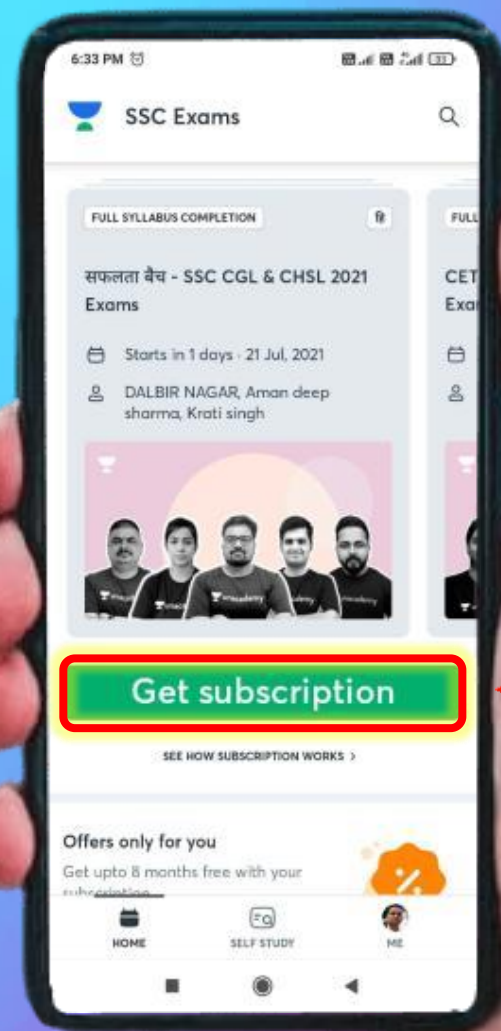 6:33 PM
33
SSC Exams
FULL SYLLABUS COMPLETION
हि
FULL
सफलता बैच - SSC CGL & CHSL 2021
Exams
CET
Exa
Starts in 1 days · 21 Jul, 2021
DALBIR NAGAR, Aman deep
sharma, Krati singh
Get subscription
SEE HOW SUBSCRIPTION WORKS >
Offers only for you
Get upto 8 months free with your
subscription
HOME
SELF STUDY
ME